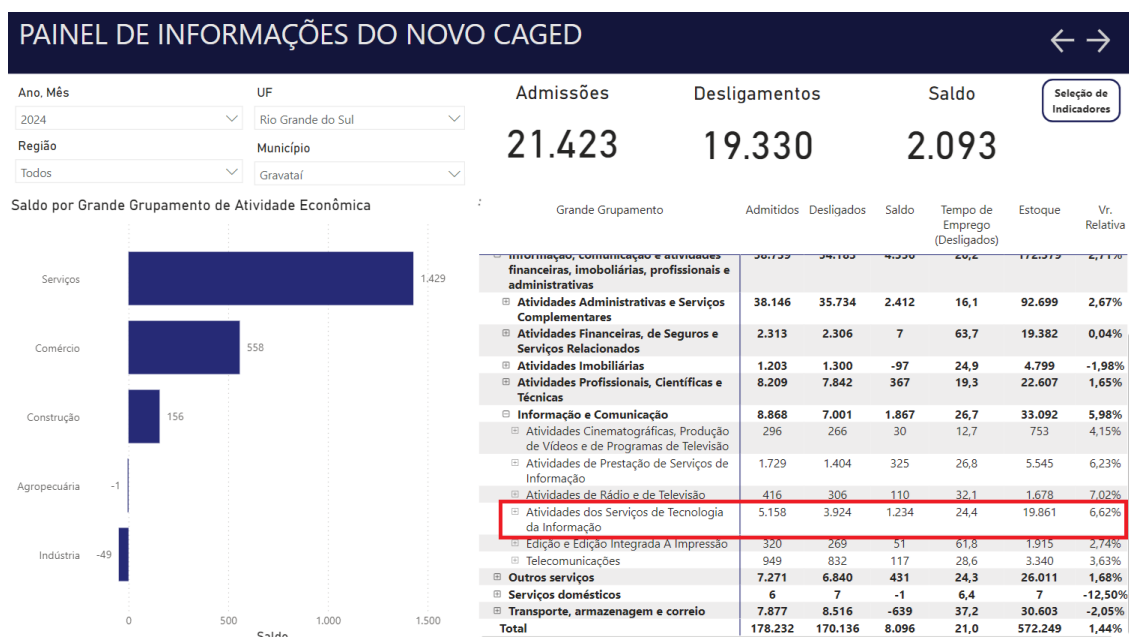 PAINEL DE INFORMAÇÕES DO NOVO CAGED
Ano, Mês
2024
UF
Rio Grande do Sul
Região
Todos
Município
Gravataí
Admissões
21.423
Desligamentos
19.330
Saldo
2.093
Seleção de
Indicadores
Saldo por Grande Grupamento de Atividade Econômica
Serviços 1.429
Comércio 558
Construção 156
Agropecuária -1
Indústria -49
0 500 1.000 1.500
Saldo
Grande Grupamento Admitidos Desligados Saldo Tempo de Estoque Vr.
Emprego Relativa
(Desligados)
Informação, comunicação e atividades 4.556 172.579 2,71%
financeiras, imoboliárias, profissionais e
administrativas
Atividades Administrativas e Serviços 38.146 35.734 2.412 16,1 92.699 2,67%
Complementares
Atividades Financeiras, de Seguros e 2.313 2.306 7 63,7 19.382 0,04%
Serviços Relacionados
Atividades Imobiliárias 1.203 1.300 -97 24,9 4.799 -1,98%
Atividades Profissionais, Científicas e 8.209 7.842 367 19,3 22.607 1,65%
Técnicas
Informação e Comunicação 8.868 7.001 1.867 26,7 33.092 5,98%
Atividades Cinematográficas, Produção 296 266 30 12,7 753 4,15%
de Vídeos e de Programas de Televisão
Atividades de Prestação de Serviços de 1.729 1.404 325 26,8 5.545 6,23%
Informação
Atividades de Rádio e de Televisão 416 306 110 32,1 1.678 7,02%
Atividades dos Serviços de Tecnologia 5.158 3.924 1.234 24,4 19.861 6,62%
da Informação
Edição e Edição Integrada À Impressão 320 269 51 61,8 1.915 2,74%
Telecomunicações 949 832 117 28,6 3.340 3,63%
Outros serviços 7.271 6.840 431 24,3 26.011 1,68%
Serviços domésticos 6 7 -1 6,4 7 -12,50%
Transporte, armazenagem e correio 7.877 8.516 -639 37,2 30.603 -2,05%
Total 178.232 170.136 8.096 21,0 572.249 1,44%